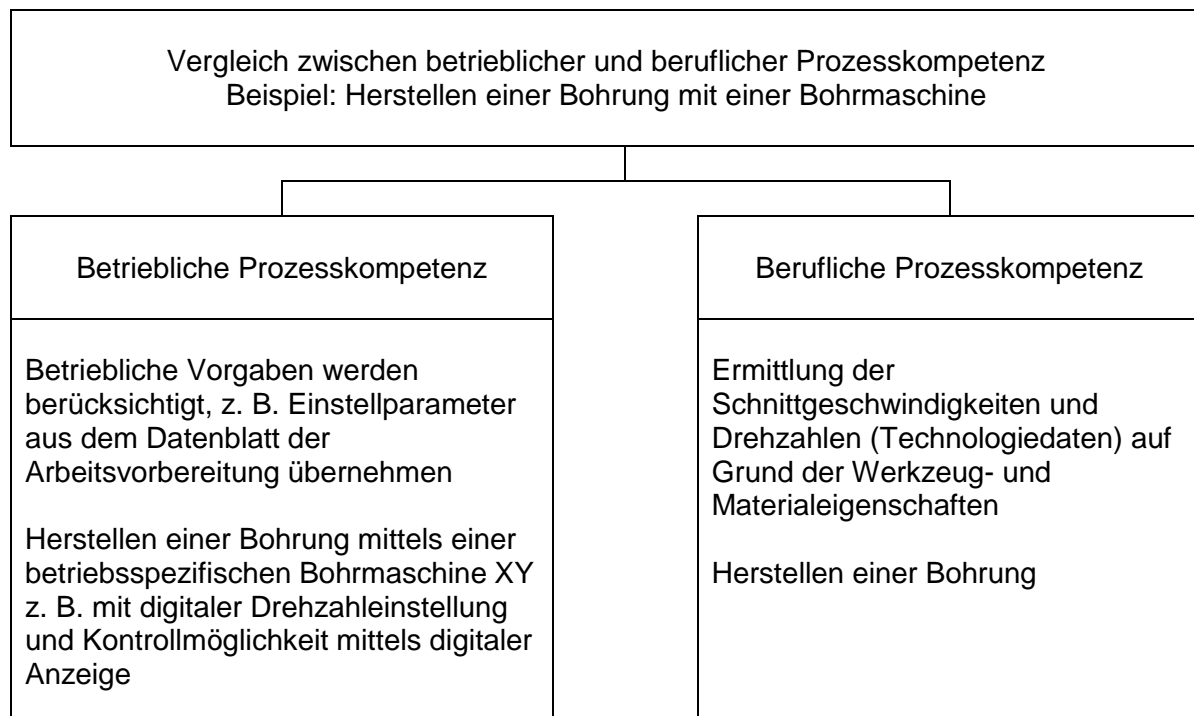 Vergleich zwischen betrieblicher und beruflicher Prozesskompetenz
Beispiel: Herstellen einer Bohrung mit einer Bohrmaschine
Betriebliche Prozesskompetenz
Betriebliche Vorgaben werden
berücksichtigt, z. B. Einstellparameter
aus dem Datenblatt der
Arbeitsvorbereitung übernehmen
Herstellen einer Bohrung mittels einer
betriebsspezifischen Bohrmaschine XY
z. B. mit digitaler Drehzahleinstellung
und Kontrollmöglichkeit mittels digitaler
Anzeige
Berufliche Prozesskompetenz
Ermittlung der
Schnittgeschwindigkeiten und
Drehzahlen (Technologiedaten) auf
Grund der Werkzeug- und
Materialeigenschaften
Herstellen einer Bohrung